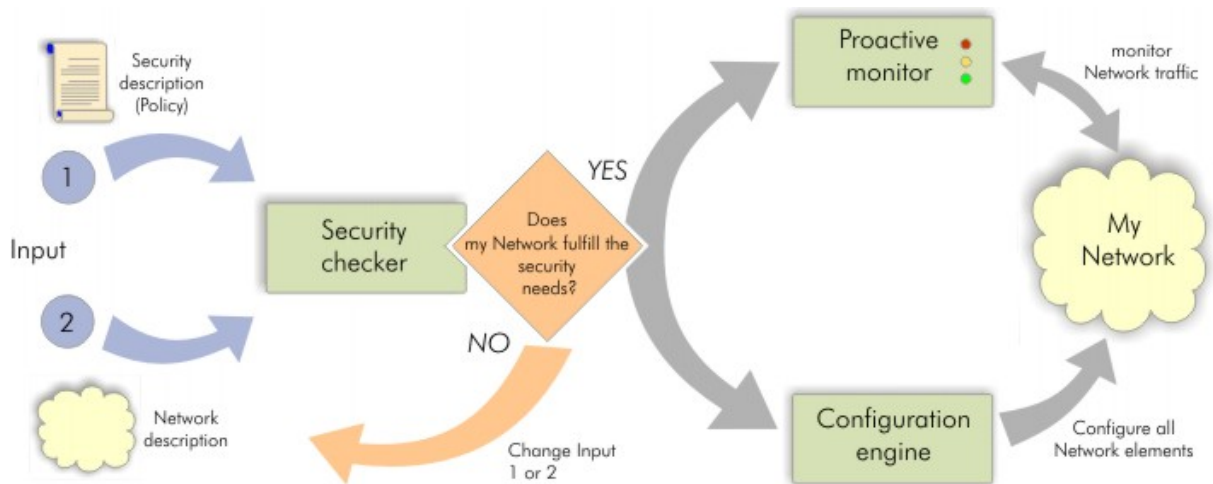 Security
description
(Policy)
1
Input
2
Network
description
Security
checker
Does
my Network fulfill the
security
needs?
YES
NO
Change Input
1 or 2
Proactive
monitor
monitor
Network traffic
My
Network
Configuration
engine
Configure all
Network elements